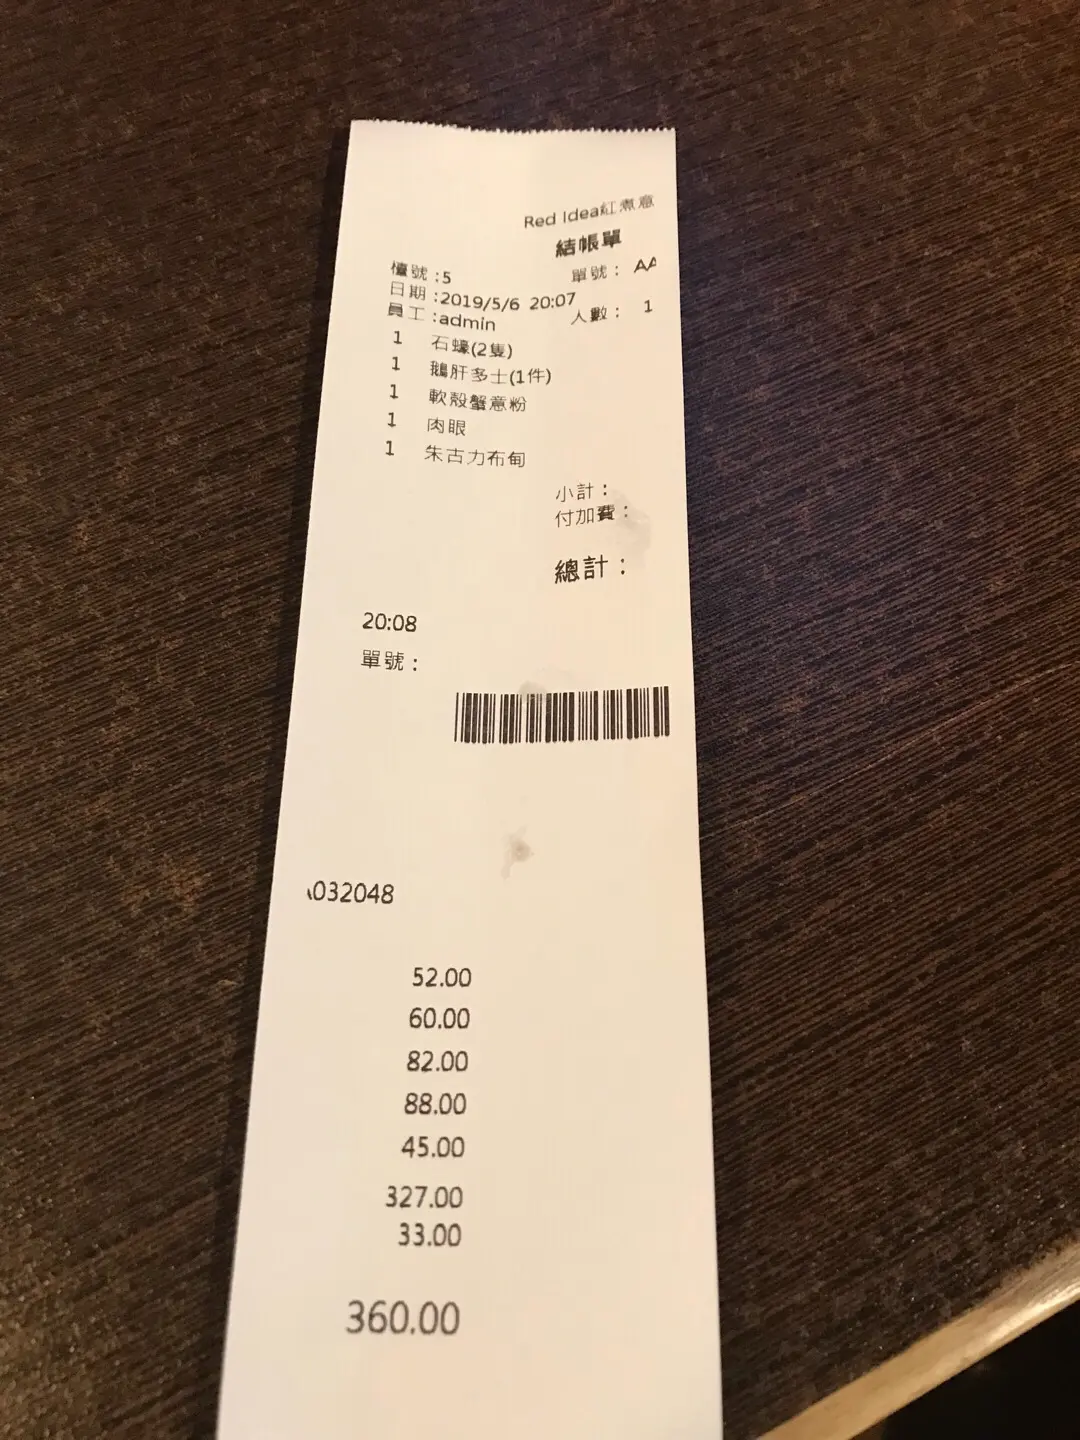 Red Idea紅煮意
結帳單
檯號:5
單號: AA
日期:2019/5/6 20:07
人數: 1
員工:admin
1 石蠔(2隻)
1 鵝肝多士(1件)
1 軟殼蟹意粉
1 肉眼
1 朱古力布甸
小計:
付加費:
總計:
20:08
單號:
032048
52.00
60.00
82.00
88.00
45.00
327.00
33.00
360.00